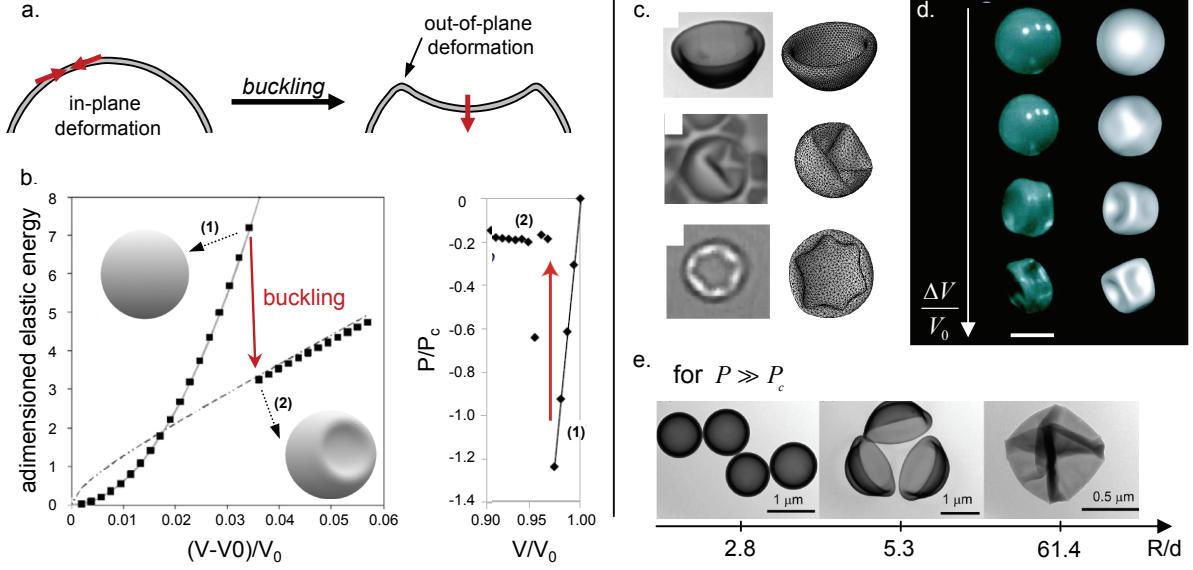 a.
in-plane
deformation
buckling
out-of-plane
deformation
b.
adimensioned elastic energy
8
7
6
5
4
3
2
1
0
0
0.01
0.02
0.03
0.04
0.05
0.06
(V-V0)/V₀
(1)
buckling
(2)
P/Pc
0
-0.2
-0.4
-0.6
-0.8
-1.0
-1.2
-1.4
0.90
0.95
1.00
V/V₀
(2)
(1)
c.
d.
ΔV
V₀
e.
for P ≫ Pc
1 μm
1 μm
0.5 μm
2.8
5.3
61.4
R/d